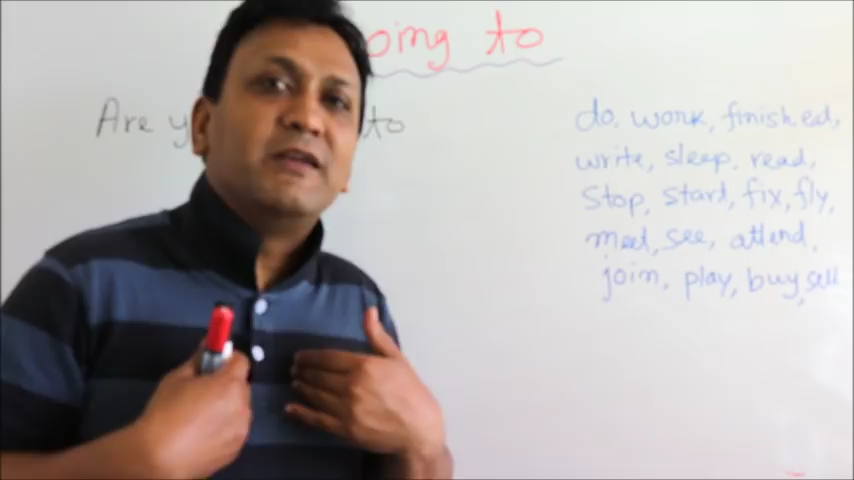 oing to
Are y to
do, work, finished,
write, sleep, read,
Stop, start, fix, fly,
meet, see, attend,
join, play, buy, sell